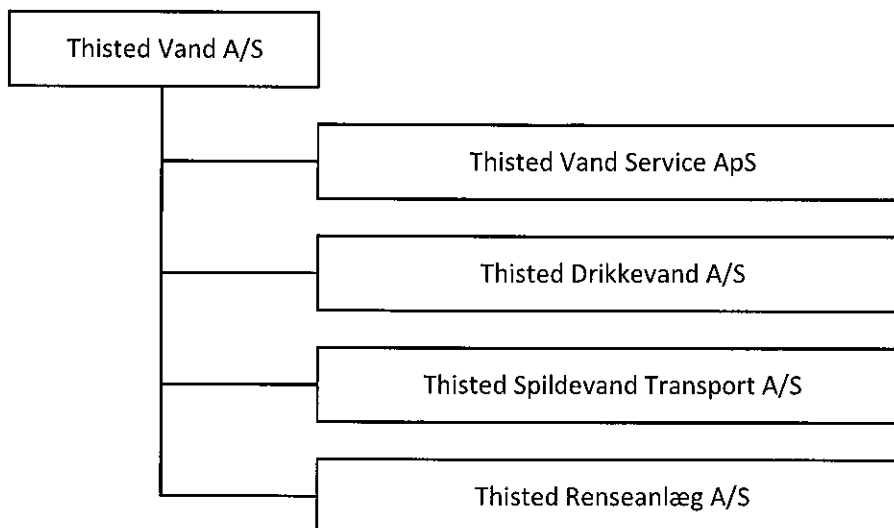 Thisted Vand A/S
Thisted Vand Service ApS
Thisted Drikkevand A/S
Thisted Spildevand Transport A/S
Thisted Renseanlæg A/S